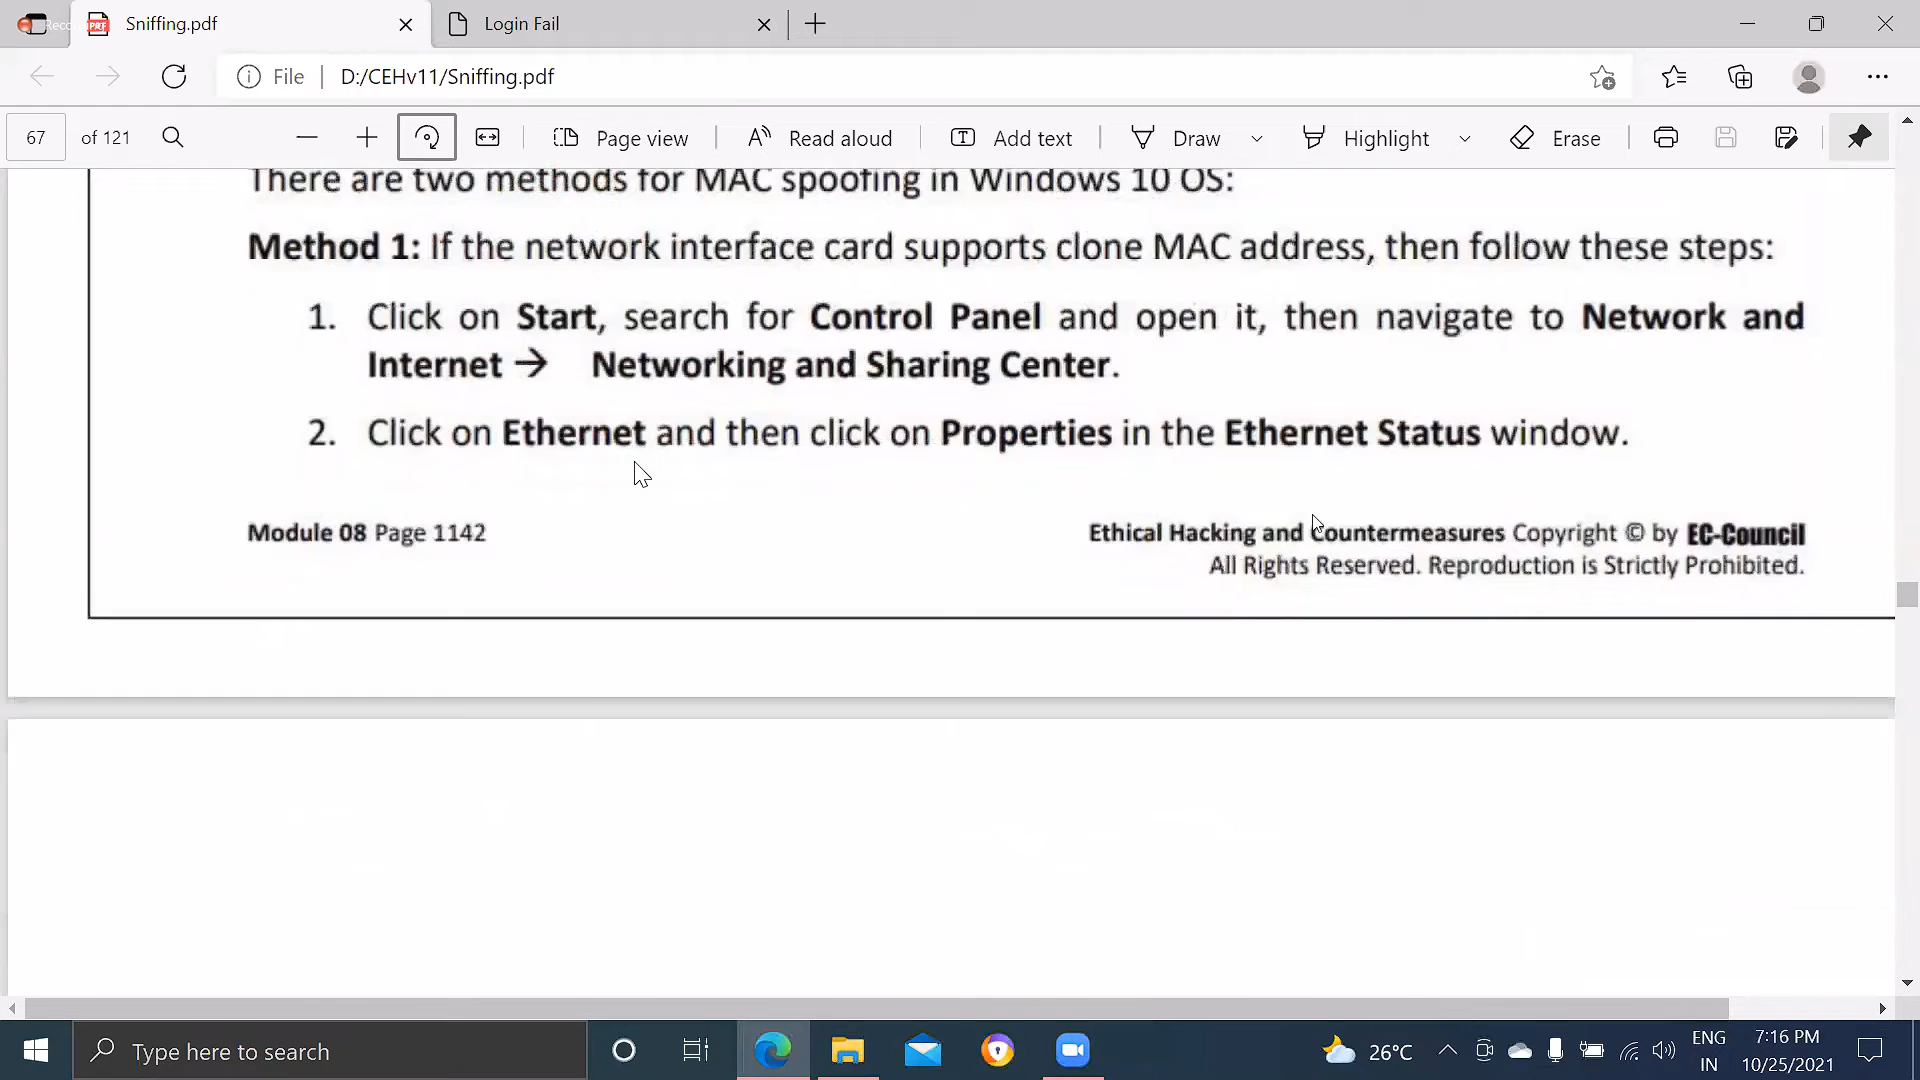 Sniffing.pdf
Login Fail
File
D:/CEHv11/Sniffing.pdf
67 of 121
Page view
Read aloud
Add text
Draw
Highlight
Erase
There are two methods for MAC spoofing in Windows 10 OS:
Method 1: If the network interface card supports clone MAC address, then follow these steps:
1. Click on Start, search for Control Panel and open it, then navigate to Network and
Internet → Networking and Sharing Center.
2. Click on Ethernet and then click on Properties in the Ethernet Status window.
Module 08 Page 1142
Ethical Hacking and Countermeasures Copyright © by EC-Council
All Rights Reserved. Reproduction is Strictly Prohibited.
Type here to search
26°C
ENG
IN
7:16 PM
10/25/2021